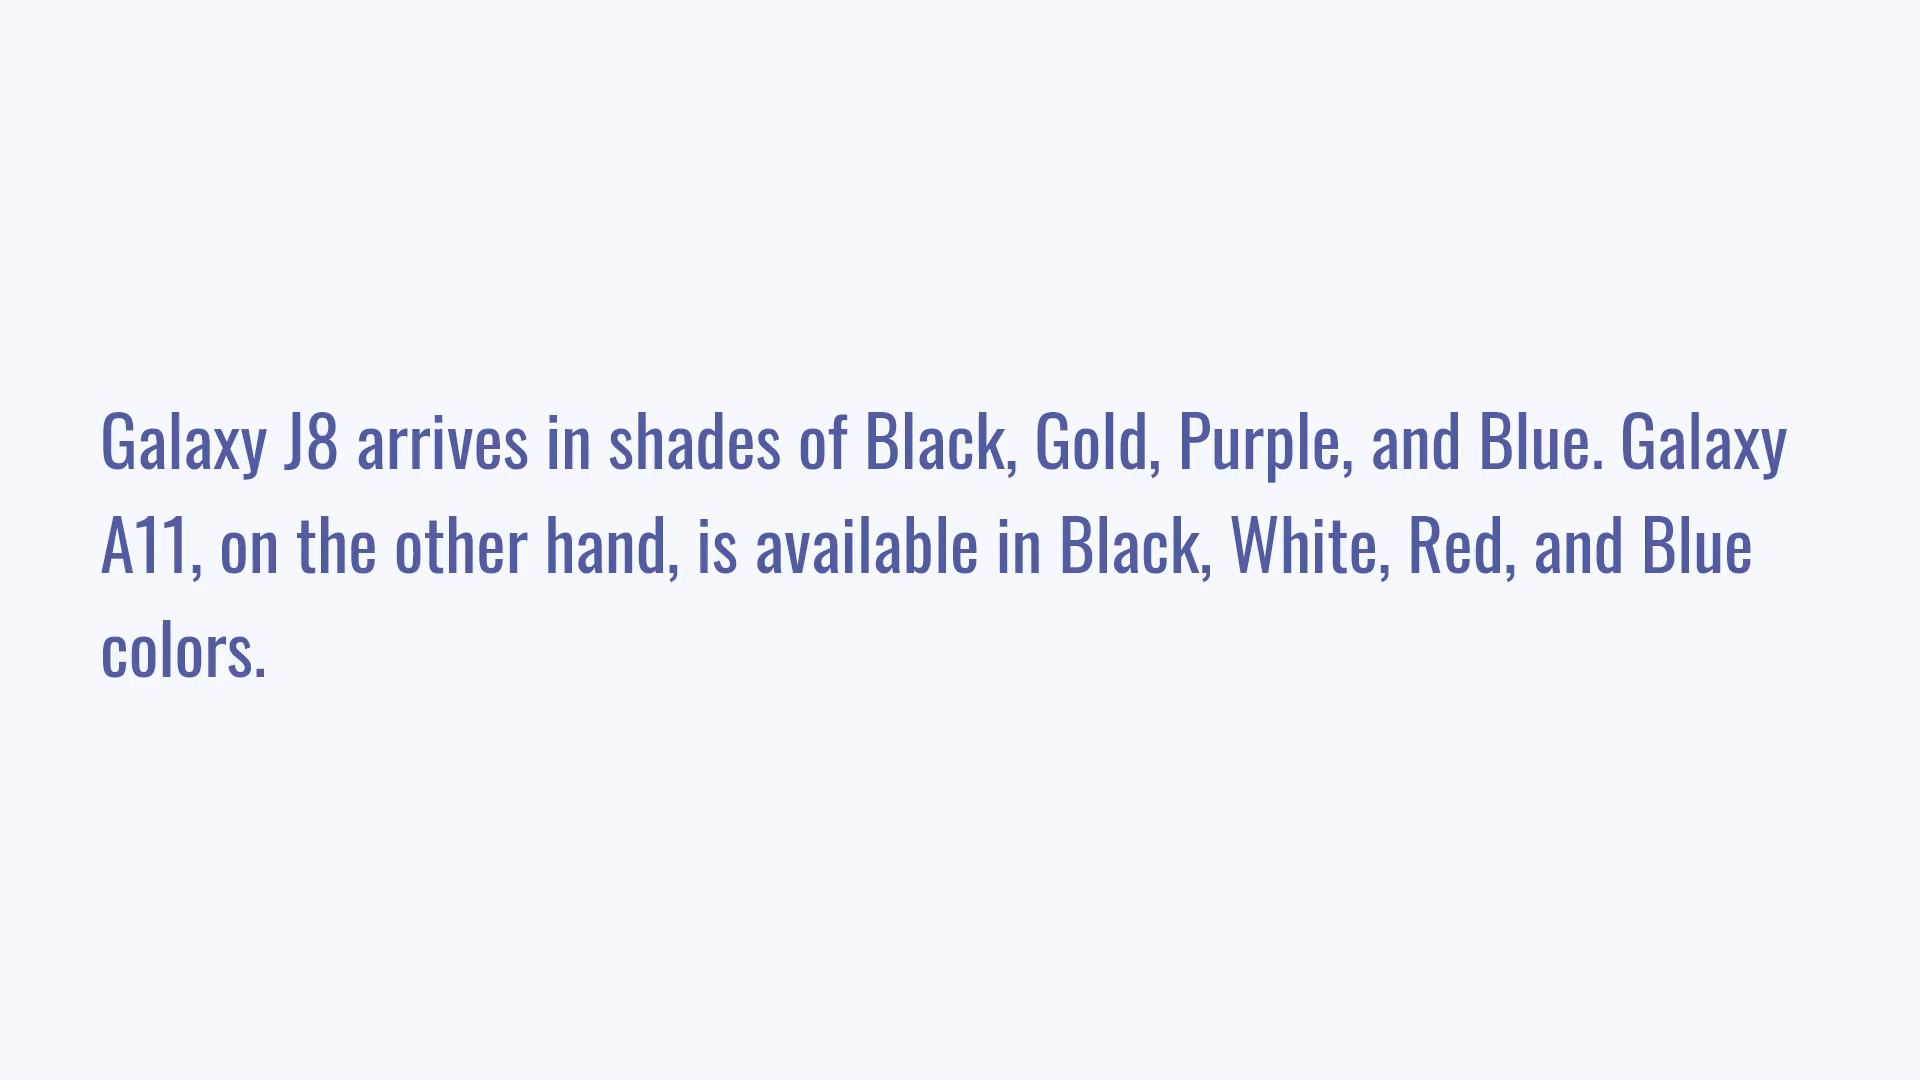 Galaxy J8 arrives in shades of Black, Gold, Purple, and Blue. Galaxy
A11, on the other hand, is available in Black, White, Red, and Blue
colors.